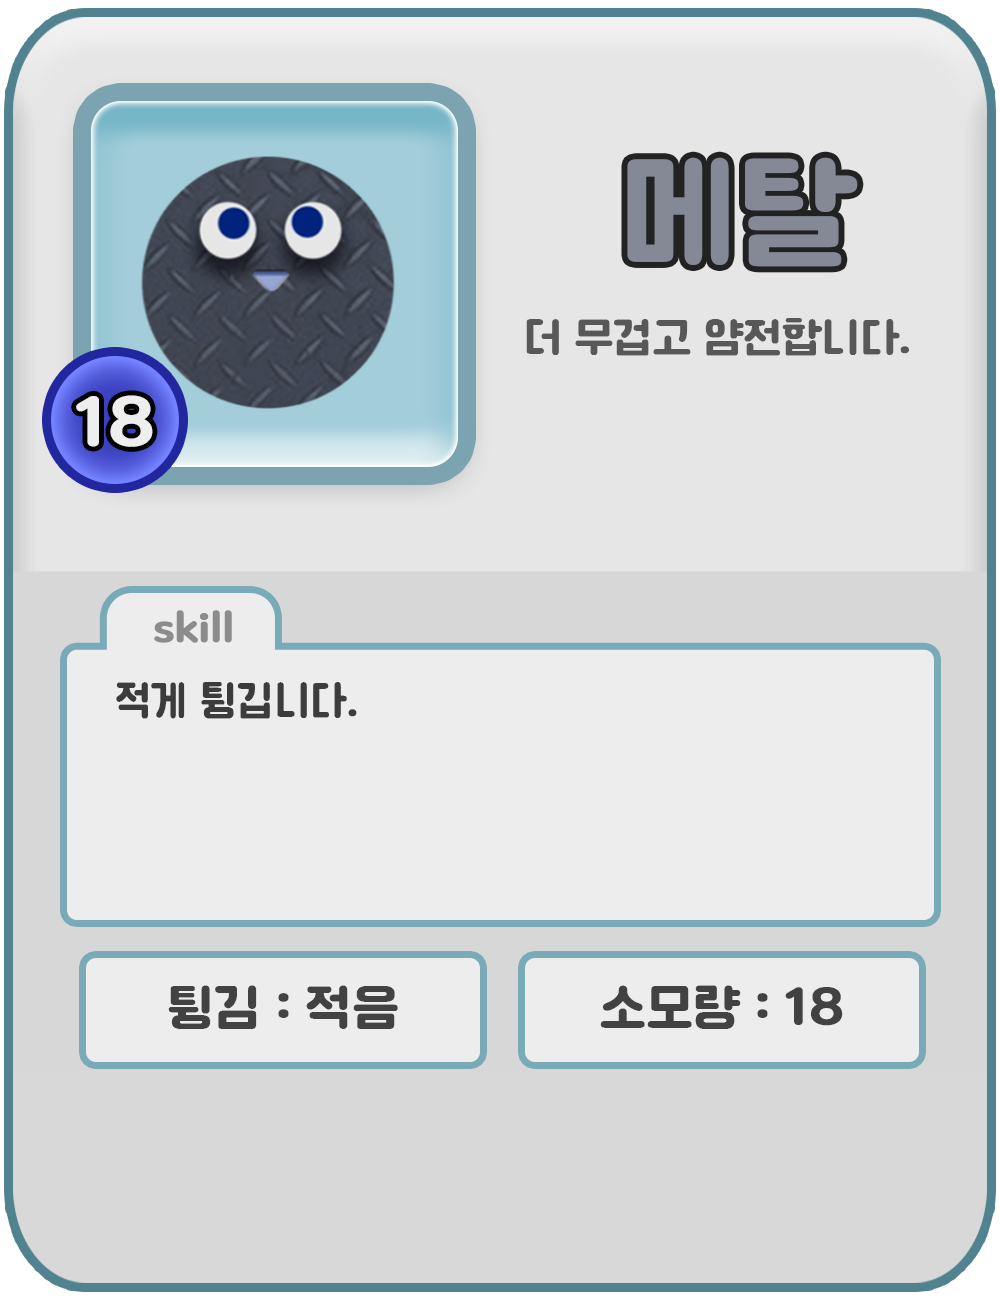 메탈
더 무겁고 얌전합니다.
18
skill
적게 튕깁니다.
튕김 : 적음
소모량 : 18